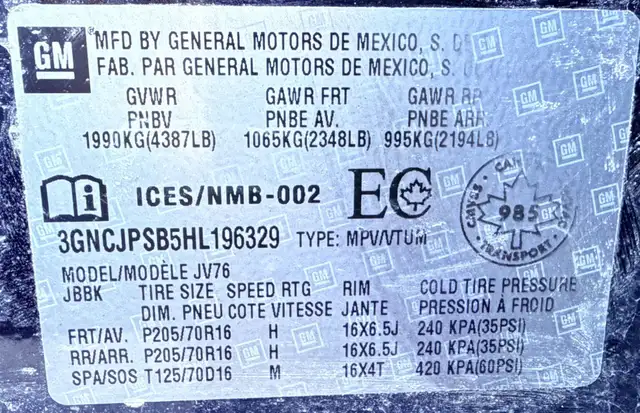 GM MFD BY GENERAL MOTORS DE MEXICO, S. DE
FAB. PAR GENERAL MOTORS DE MEXICO, S.
GVWR GAWR FRT GAWR RR
PNBV PNBE AV. PNBE ARR
1990KG(4387LB) 1065KG(2348LB) 995KG(2194LB)
ICES/NMB-002 EC
985
TRANSPORT
3GNCJPSB5HL196329 TYPE: MPV/VTUM
MODEL/MODÈLE JV76
JBBK TIRE SIZE SPEED RTG RIM COLD TIRE PRESSURE
DIM. PNEU COTE VITESSE JANTE PRESSION À FROID
FRT/AV. P205/70R16 H 16X6.5J 240 KPA(35PSI)
RR/ARR. P205/70R16 H 16X6.5J 240 KPA(35PSI)
SPA/SOS T125/70D16 M 16X4T 420 KPA(60PSI)